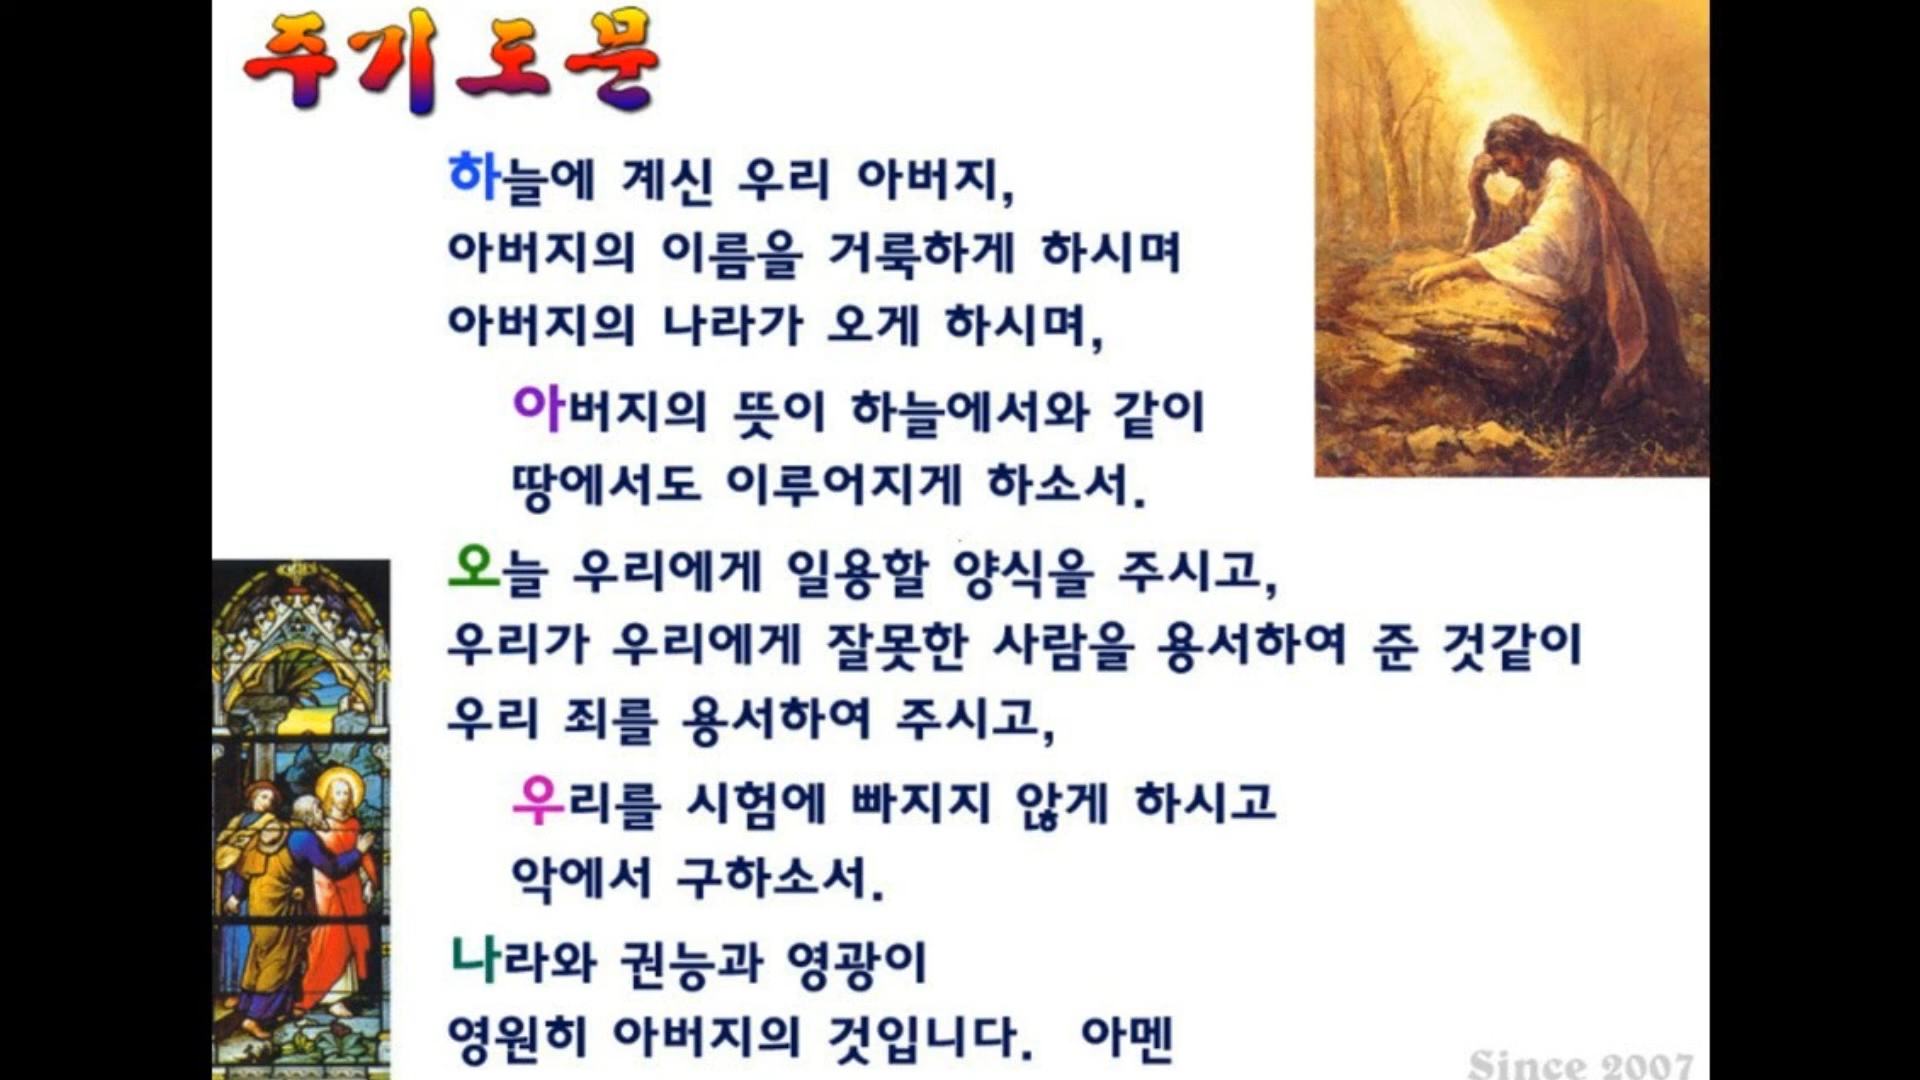 주기도문
하늘에 계신 우리 아버지,
아버지의 이름을 거룩하게 하시며
아버지의 나라가 오게 하시며,
아버지의 뜻이 하늘에서와 같이
땅에서도 이루어지게 하소서.
오늘 우리에게 일용할 양식을 주시고,
우리가 우리에게 잘못한 사람을 용서하여 준 것같이
우리 죄를 용서하여 주시고,
우리를 시험에 빠지지 않게 하시고
악에서 구하소서.
나라와 권능과 영광이
영원히 아버지의 것입니다. 아멘
Since 2007